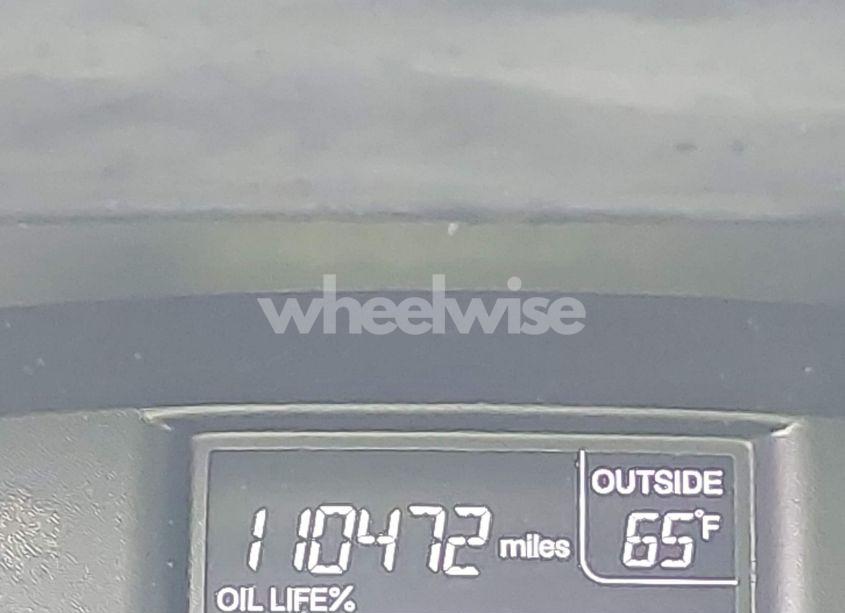 wheelwise
OUTSIDE
110472 miles 65°F
OIL LIFE%